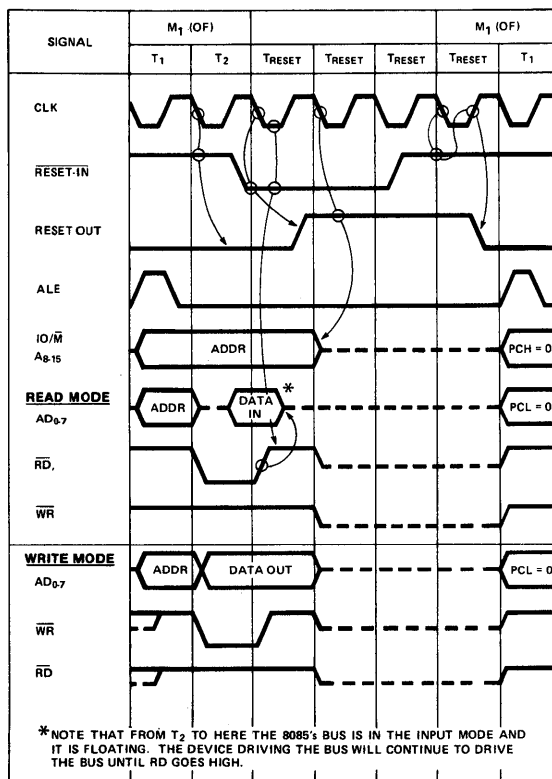 SIGNAL
M1 (OF)
M1 (OF)
T1
T2
TRESET
TRESET
TRESET
TRESET
T1
CLK
RESET-IN
RESET OUT
ALE
IO/M
A8-15
ADDR
PCH = 0
READ MODE
AD0-7
ADDR
DATA
IN
*
PCL = 0
RD,
WR
WRITE MODE
AD0-7
ADDR
DATA OUT
PCL = 0
WR
RD
*NOTE THAT FROM T2 TO HERE THE 8085's BUS IS IN THE INPUT MODE AND
IT IS FLOATING. THE DEVICE DRIVING THE BUS WILL CONTINUE TO DRIVE
THE BUS UNTIL RD GOES HIGH.